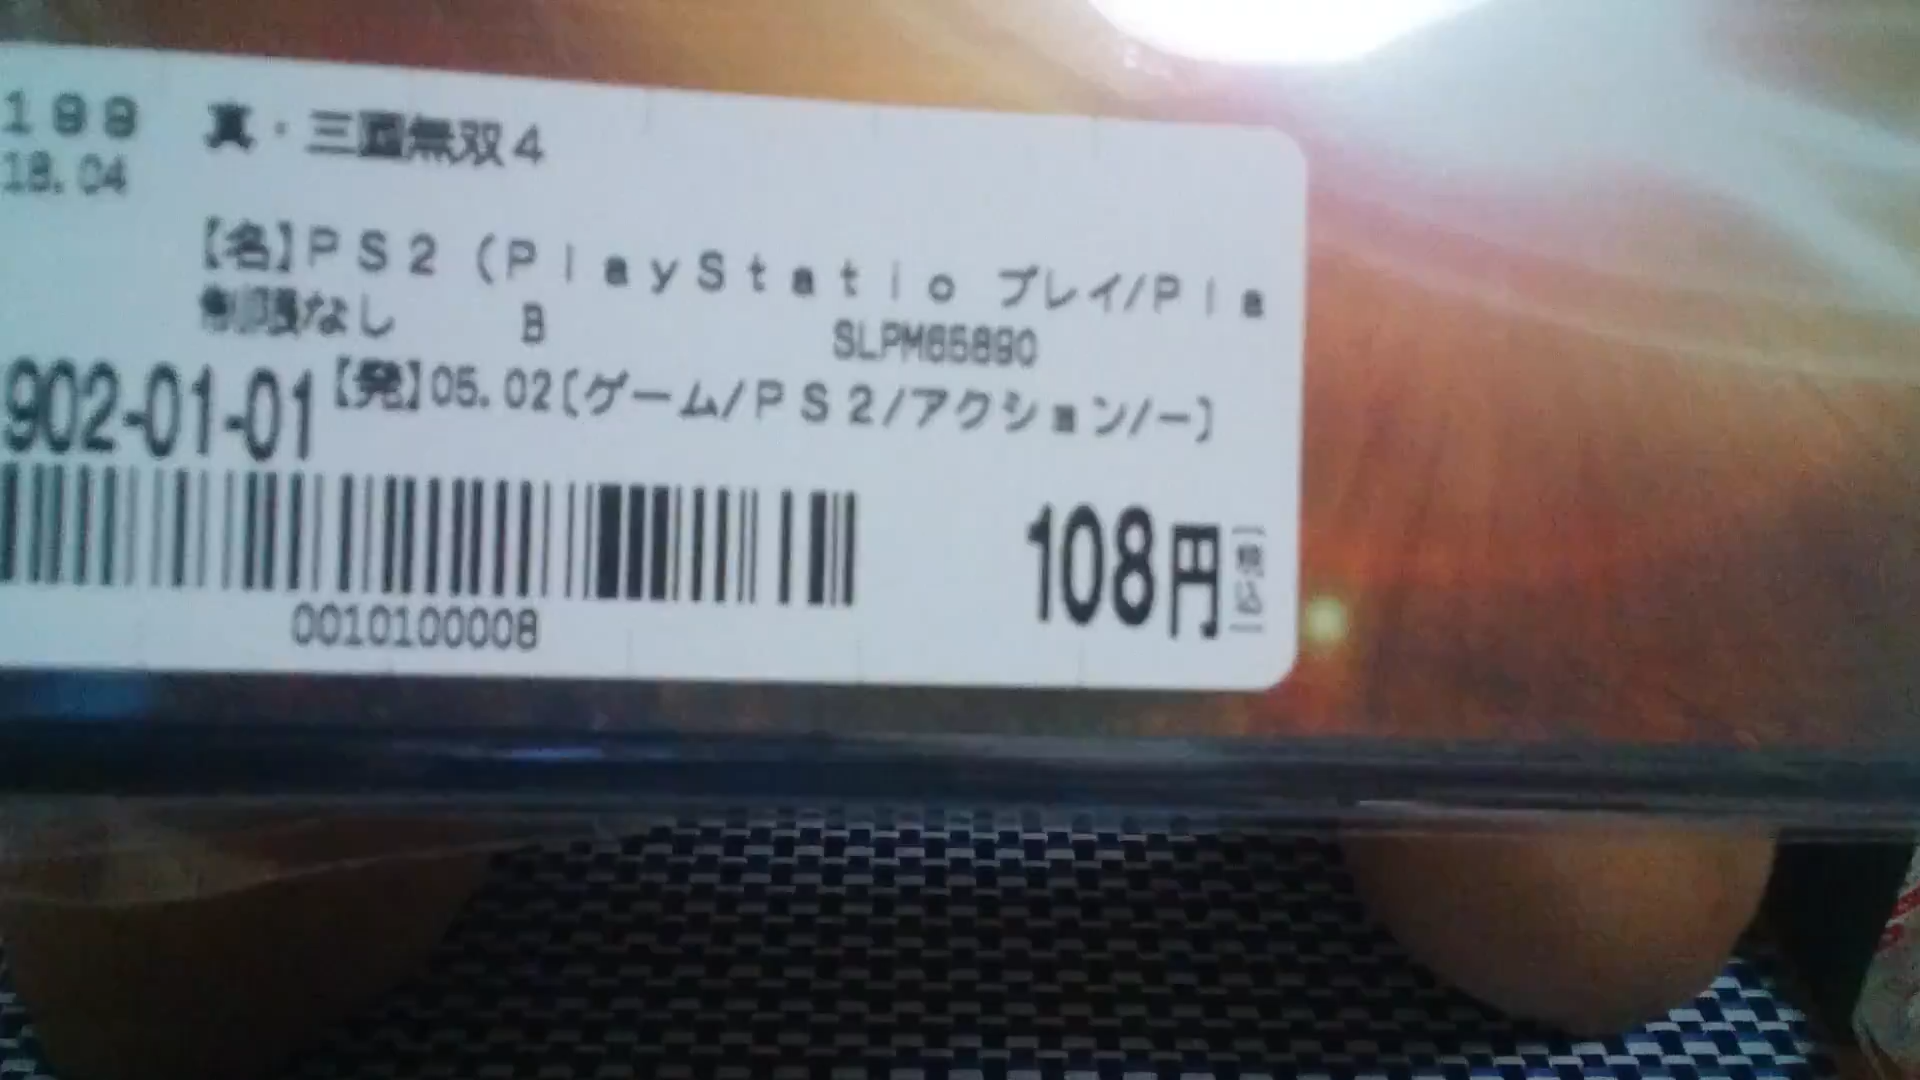 199 真・三國無双4
18.04
【名】PS2 (PlayStatio プレイ/Pla
制限なし B SLPM65890
902-01-01 【発】05.02〔ゲーム/PS2/アクション/ー〕
108円 (税込)
0010100008